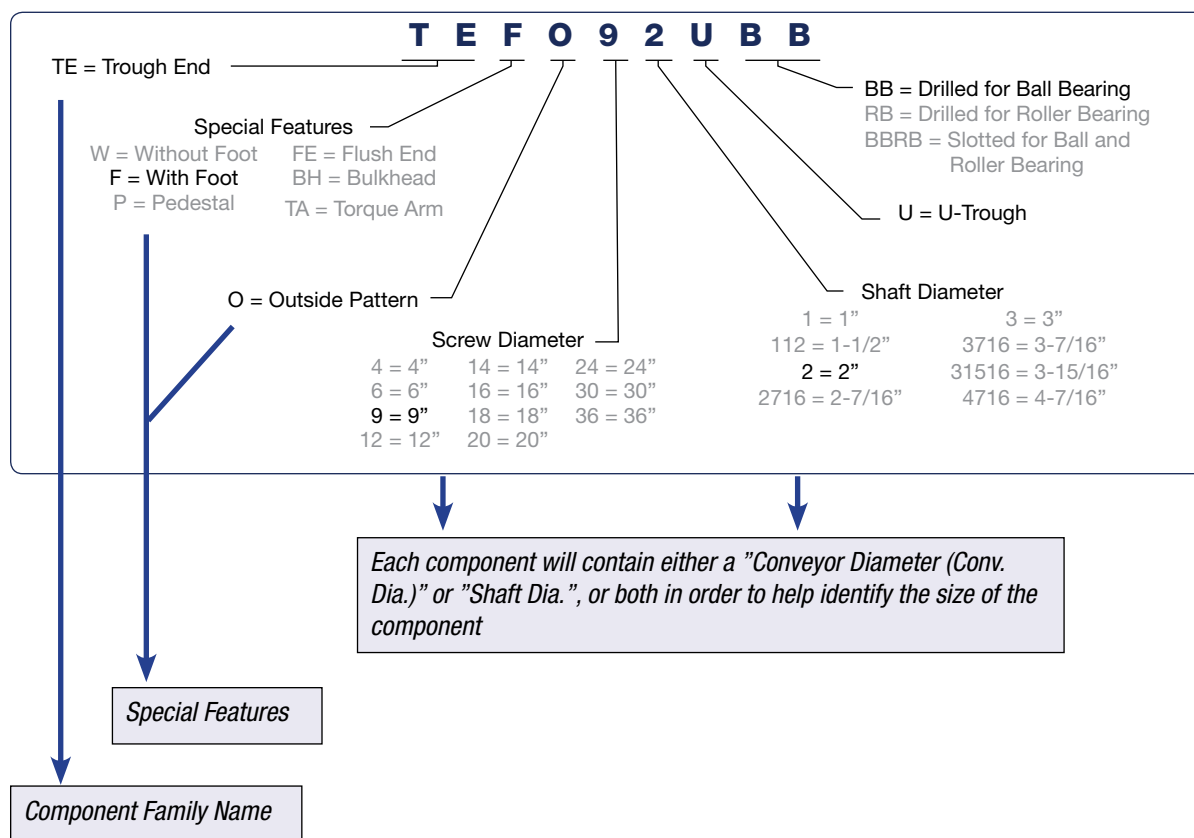 T E F O 9 2 U B B
TE = Trough End
BB = Drilled for Ball Bearing
RB = Drilled for Roller Bearing
BBRB = Slotted for Ball and
Roller Bearing
Special Features
W = Without Foot
F = With Foot
P = Pedestal
FE = Flush End
BH = Bulkhead
TA = Torque Arm
U = U-Trough
O = Outside Pattern
Screw Diameter
4 = 4”
6 = 6”
9 = 9”
12 = 12”
14 = 14”
16 = 16”
18 = 18”
20 = 20”
24 = 24”
30 = 30”
36 = 36”
Shaft Diameter
1 = 1”
112 = 1-1/2”
2 = 2”
2716 = 2-7/16”
3 = 3”
3716 = 3-7/16”
31516 = 3-15/16”
4716 = 4-7/16”
Each component will contain either a ”Conveyor Diameter (Conv.
Dia.)” or ”Shaft Dia.”, or both in order to help identify the size of the
component
Special Features
Component Family Name